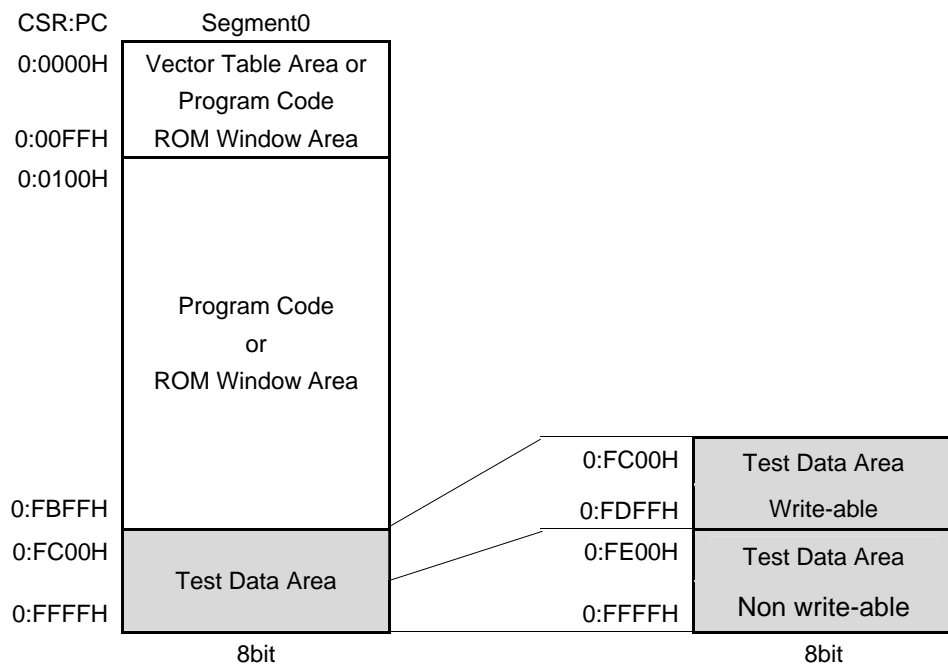 CSR:PC Segment0
0:0000H Vector Table Area or
Program Code
0:00FFH ROM Window Area
0:0100H
Program Code
or
ROM Window Area
0:FBFFH
0:FC00H
Test Data Area
0:FFFFH
8bit
0:FC00H Test Data Area
0:FDFFH Write-able
0:FE00H Test Data Area
0:FFFFH Non write-able
8bit